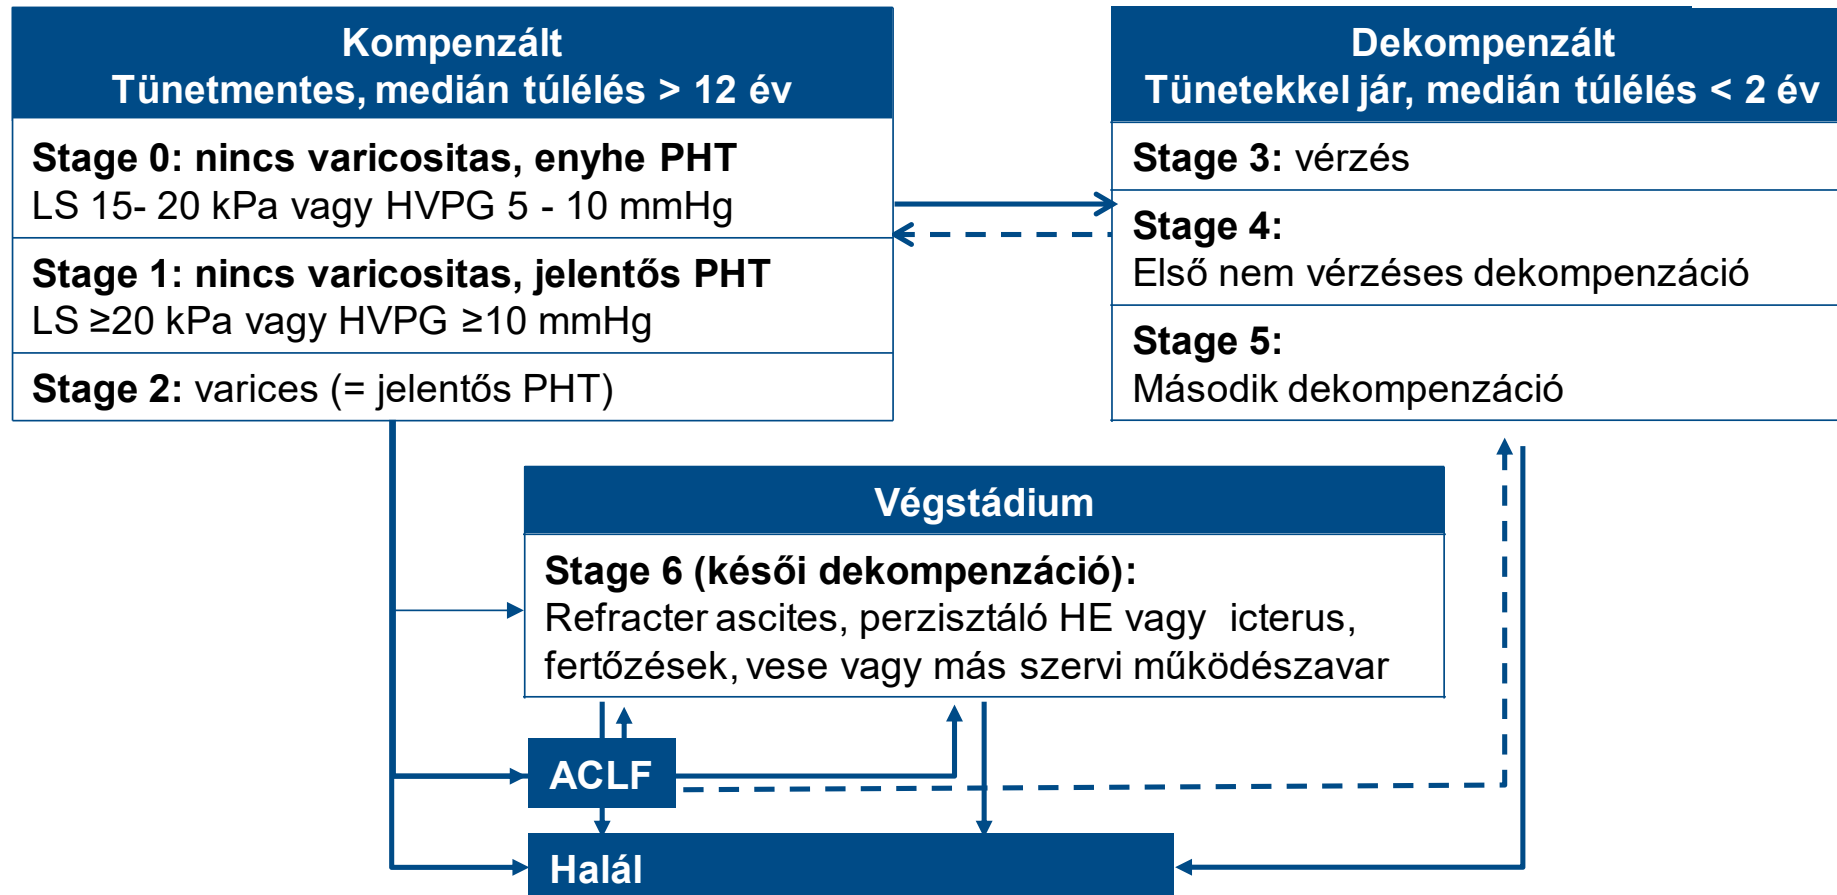 Kompenzált
Tünetmentes, medián túlélés > 12 év
Stage 0: nincs varicositas, enyhe PHT
LS 15- 20 kPa vagy HVPG 5 - 10 mmHg
Stage 1: nincs varicositas, jelentős PHT
LS ≥20 kPa vagy HVPG ≥10 mmHg
Stage 2: varices (= jelentős PHT)
Dekompenzált
Tünetekkel jár, medián túlélés < 2 év
Stage 3: vérzés
Stage 4:
Első nem vérzéses dekompenzáció
Stage 5:
Második dekompenzáció
Végstádium
Stage 6 (késői dekompenzáció):
Refracter ascites, perzisztáló HE vagy icterus,
fertőzések, vese vagy más szervi működészavar
ACLF
Halál